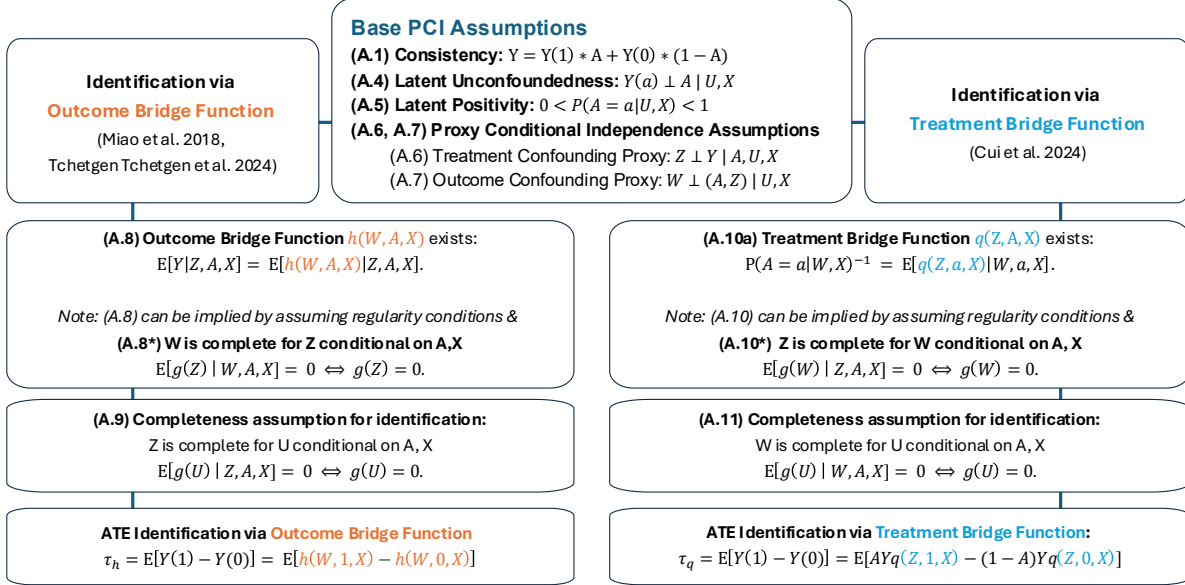 Base PCI Assumptions
(A.1) Consistency: Y = Y(1) ∗ A + Y(0) ∗ (1 − A)
(A.4) Latent Unconfoundedness: Y(a) ⊥ A | U, X
(A.5) Latent Positivity: 0 < P(A = a|U, X) < 1
(A.6, A.7) Proxy Conditional Independence Assumptions
(A.6) Treatment Confounding Proxy: Z ⊥ Y | A, U, X
(A.7) Outcome Confounding Proxy: W ⊥ (A, Z) | U, X
Identification via
Outcome Bridge Function
(Miao et al. 2018,
Tchetgen Tchetgen et al. 2024)
Identification via
Treatment Bridge Function
(Cui et al. 2024)
(A.8) Outcome Bridge Function h(W, A, X) exists:
E[Y|Z, A, X] = E[h(W, A, X)|Z, A, X].
Note: (A.8) can be implied by assuming regularity conditions &
(A.8*) W is complete for Z conditional on A,X
E[g(Z) | W, A, X] = 0 ⇔ g(Z) = 0.
(A.9) Completeness assumption for identification:
Z is complete for U conditional on A, X
E[g(U) | Z, A, X] = 0 ⇔ g(U) = 0.
ATE Identification via Outcome Bridge Function
τₕ = E[Y(1) − Y(0)] = E[h(W, 1, X) − h(W, 0, X)]
(A.10a) Treatment Bridge Function q(Z, A, X) exists:
P(A = a|W, X)⁻¹ = E[q(Z, a, X)|W, a, X].
Note: (A.10) can be implied by assuming regularity conditions &
(A.10*) Z is complete for W conditional on A, X
E[g(W) | Z, A, X] = 0 ⇔ g(W) = 0.
(A.11) Completeness assumption for identification:
W is complete for U conditional on A, X
E[g(U) | W, A, X] = 0 ⇔ g(U) = 0.
ATE Identification via Treatment Bridge Function:
τ_q = E[Y(1) − Y(0)] = E[AYq(Z, 1, X) − (1 − A)Yq(Z, 0, X)]